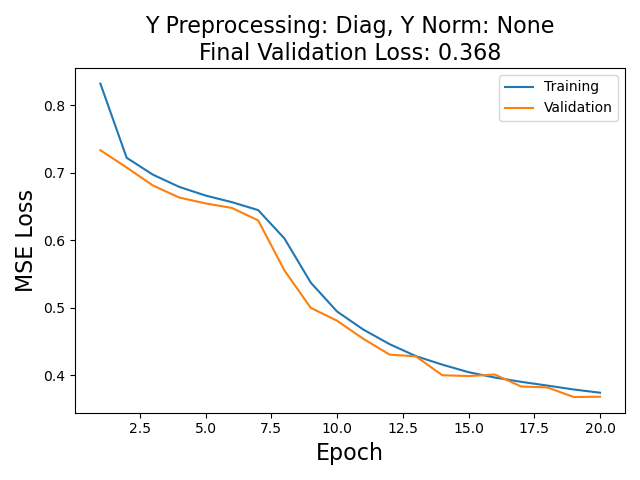 Y Preprocessing: Diag, Y Norm: None
Final Validation Loss: 0.368
Training
Validation
MSE Loss
0.8
0.7
0.6
0.5
0.4
2.5 5.0 7.5 10.0 12.5 15.0 17.5 20.0
Epoch